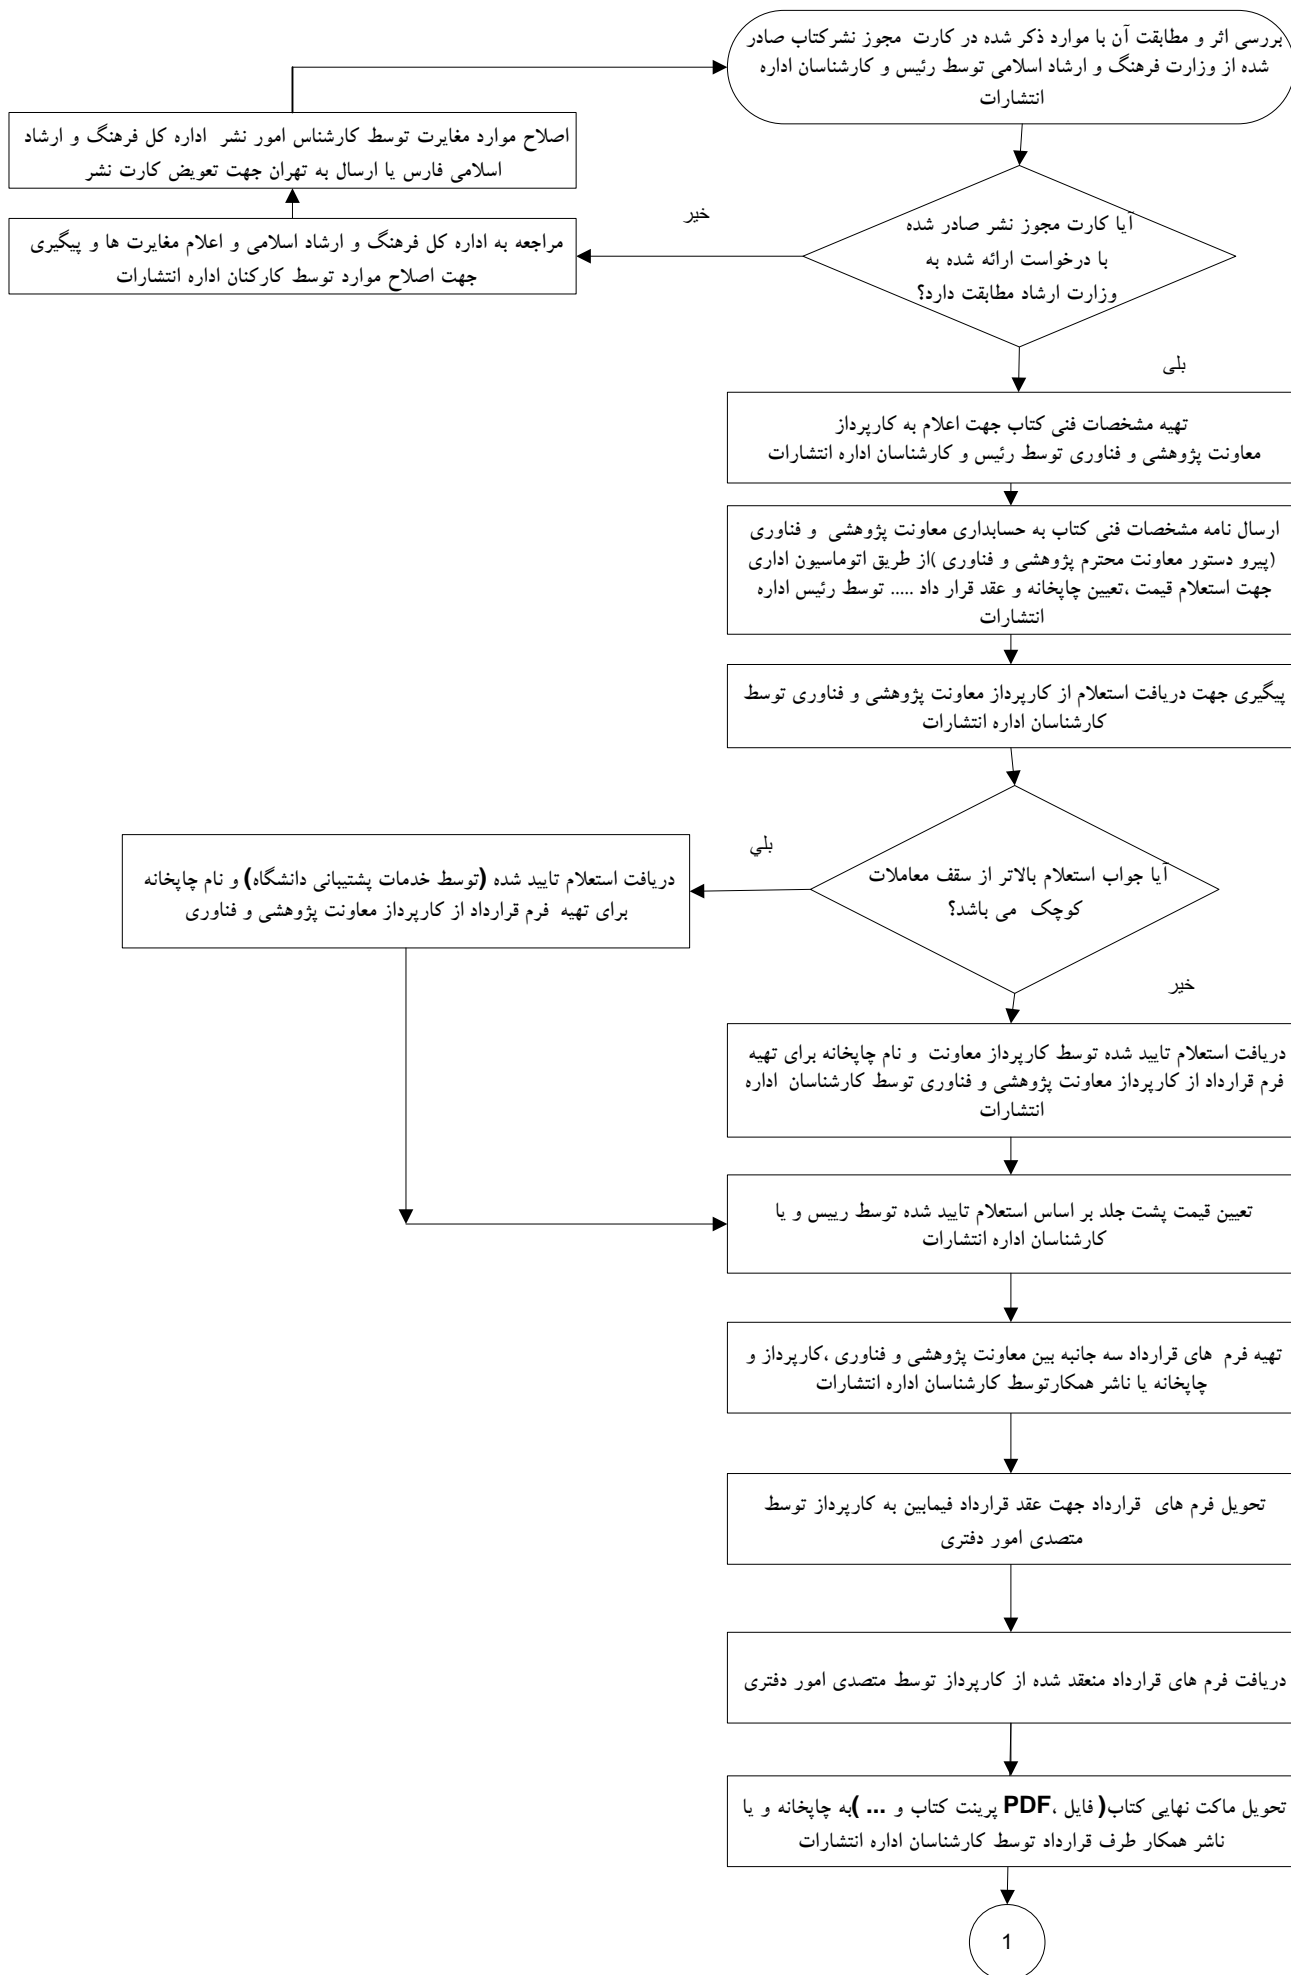 بررسی اثر و مطابقت آن با موارد ذکر شده در کارت مجوز نشرکتاب صادر
شده از وزارت فرهنگ و ارشاد اسلامی توسط رئیس و کارشناسان اداره
انتشارات
اصلاح موارد مغایرت توسط کارشناس امور نشر اداره کل فرهنگ و ارشاد
اسلامی فارس یا ارسال به تهران جهت تعویض کارت نشر
آیا کارت مجوز نشر صادر شده
با درخواست ارائه شده به
وزارت ارشاد مطابقت دارد؟
خیر
مراجعه به اداره کل فرهنگ و ارشاد اسلامی و اعلام مغایرت ها و پیگیری
جهت اصلاح موارد توسط کارکنان اداره انتشارات
بلی
تهیه مشخصات فنی کتاب جهت اعلام به کارپرداز
معاونت پژوهشی و فناوری توسط رئیس و کارشناسان اداره انتشارات
ارسال نامه مشخصات فنی کتاب به حسابداری معاونت پژوهشی و فناوری
(پیرو دستور معاونت محترم پژوهشی و فناوری )از طریق اتوماسیون اداری
جهت استعلام قیمت ،تعیین چاپخانه و عقد قرار داد ..... توسط رئیس اداره
انتشارات
پیگیری جهت دریافت استعلام از کارپرداز معاونت پژوهشی و فناوری توسط
کارشناسان اداره انتشارات
آیا جواب استعلام بالاتر از سقف معاملات
کوچک می باشد؟
بلي
دریافت استعلام تایید شده (توسط خدمات پشتیبانی دانشگاه) و نام چاپخانه
برای تهیه فرم قرارداد از کارپرداز معاونت پژوهشی و فناوری
خیر
دریافت استعلام تایید شده توسط کارپرداز معاونت و نام چاپخانه برای تهیه
فرم قرارداد از کارپرداز معاونت پژوهشی و فناوری توسط کارشناسان اداره
انتشارات
تعیین قیمت پشت جلد بر اساس استعلام تایید شده توسط رییس و یا
کارشناسان اداره انتشارات
تهیه فرم های قرارداد سه جانبه بین معاونت پژوهشی و فناوری ،کارپرداز و
چاپخانه یا ناشر همکارتوسط کارشناسان اداره انتشارات
تحویل فرم های قرارداد جهت عقد قرارداد فیمابین به کارپرداز توسط
متصدی امور دفتری
دریافت فرم های قرارداد منعقد شده از کارپرداز توسط متصدی امور دفتری
تحویل ماکت نهایی کتاب( فایل ،PDF پرینت کتاب و ... )به چاپخانه و یا
ناشر همکار طرف قرارداد توسط کارشناسان اداره انتشارات
1